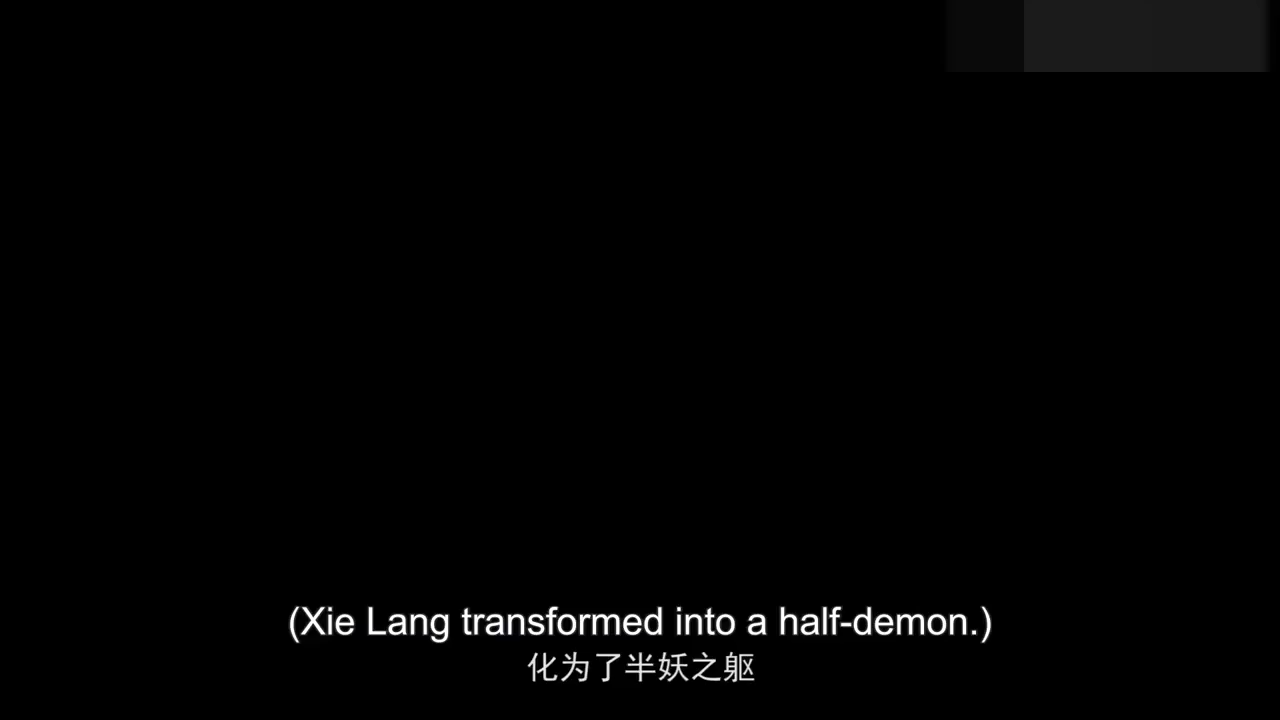 (Xie Lang transformed into a half-demon.)
化为了半妖之躯